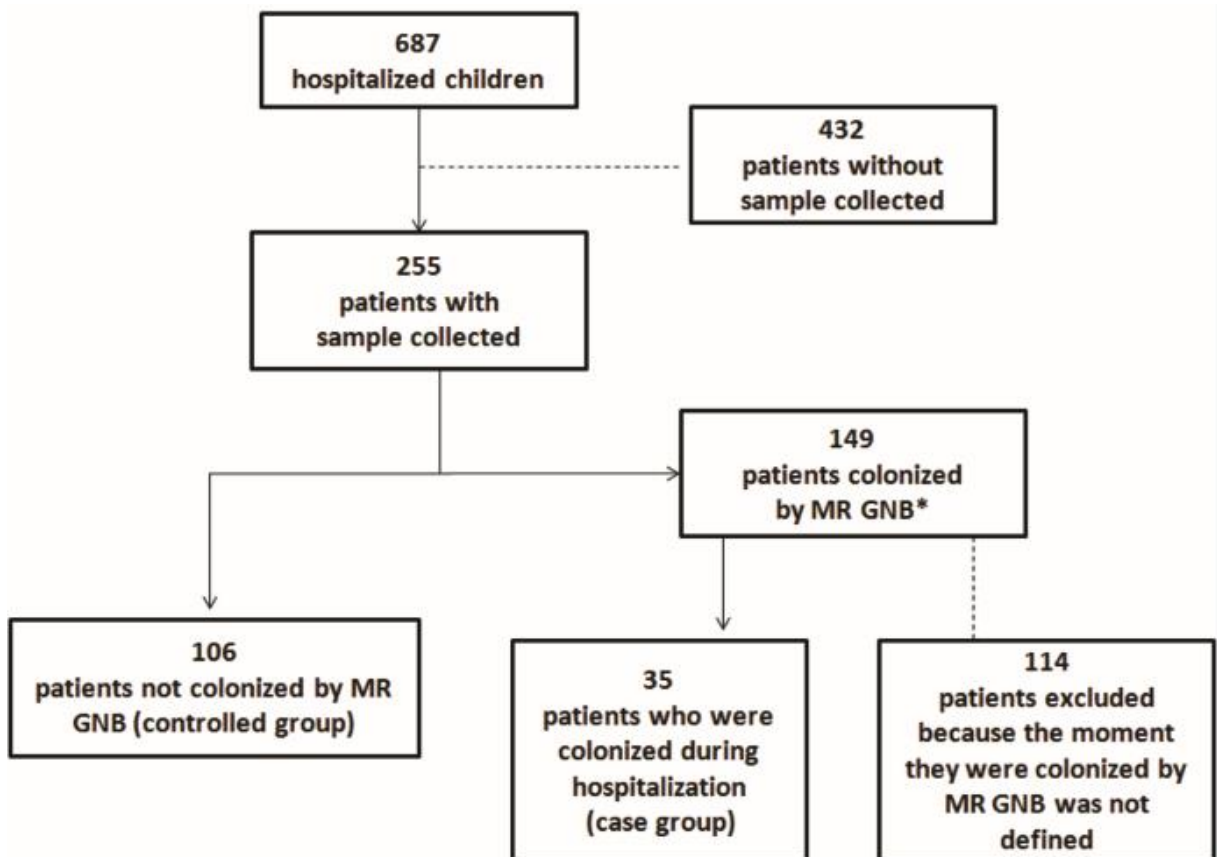 687
hospitalized children
432
patients without
sample collected
255
patients with
sample collected
149
patients colonized
by MR GNB*
106
patients not colonized by MR
GNB (controlled group)
35
patients who were
colonized during
hospitalization
(case group)
114
patients excluded
because the moment
they were colonized by
MR GNB was not
defined